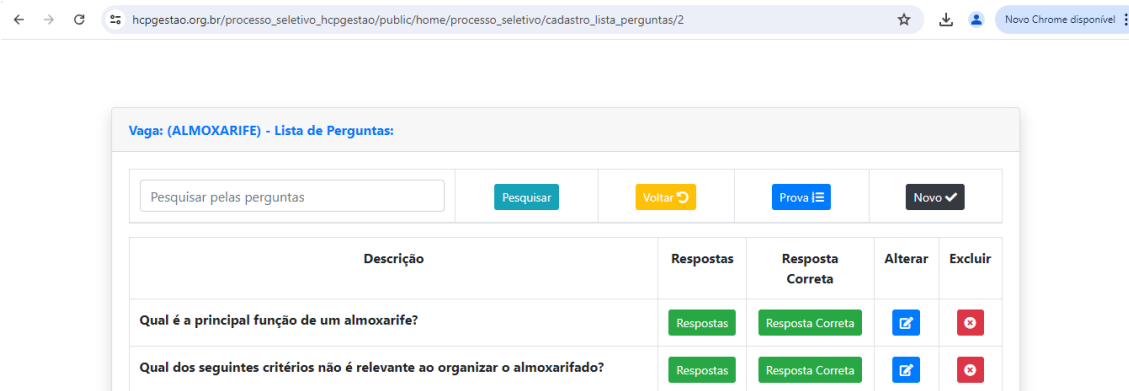 hcpgestao.org.br/processo_seletivo_hcpgestao/public/home/processo_seletivo/cadastro_lista_perguntas/2
Novo Chrome disponível
Vaga: (ALMOXARIFE) - Lista de Perguntas:
Pesquisar pelas perguntas
Pesquisar
Voltar
Prova
Novo
Descrição
Respostas
Resposta
Correta
Alterar
Excluir
Qual é a principal função de um almoxarife?
Respostas
Resposta Correta
Qual dos seguintes critérios não é relevante ao organizar o almoxarifado?
Respostas
Resposta Correta